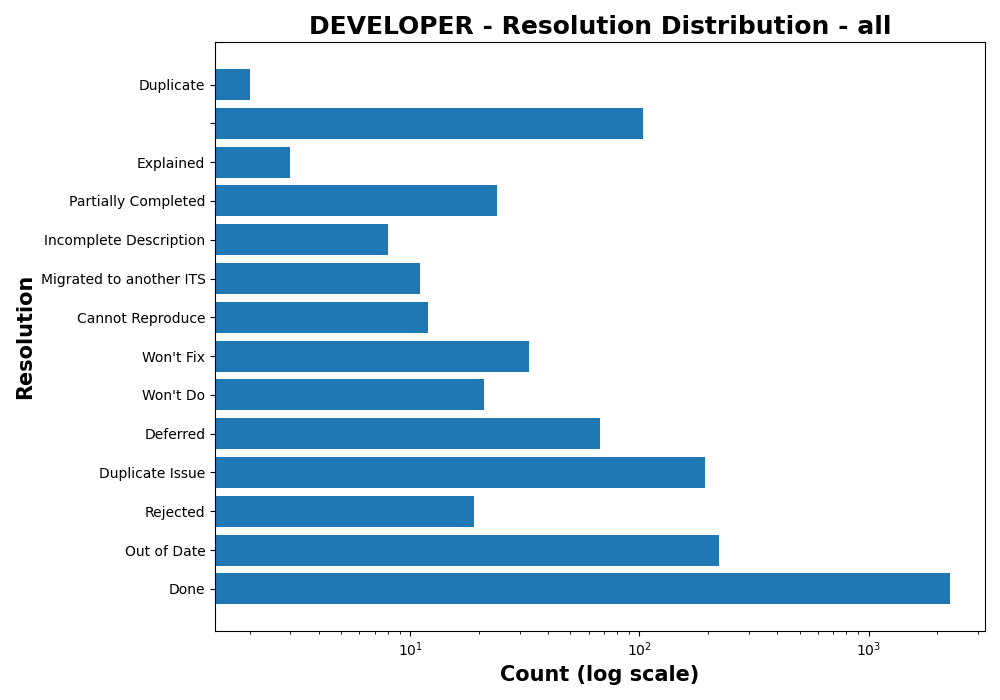 DEVELOPER - Resolution Distribution - all
Duplicate
Explained
Partially Completed
Incomplete Description
Migrated to another ITS
Cannot Reproduce
Won't Fix
Won't Do
Deferred
Duplicate Issue
Rejected
Out of Date
Done
Resolution
10¹ 10² 10³
Count (log scale)